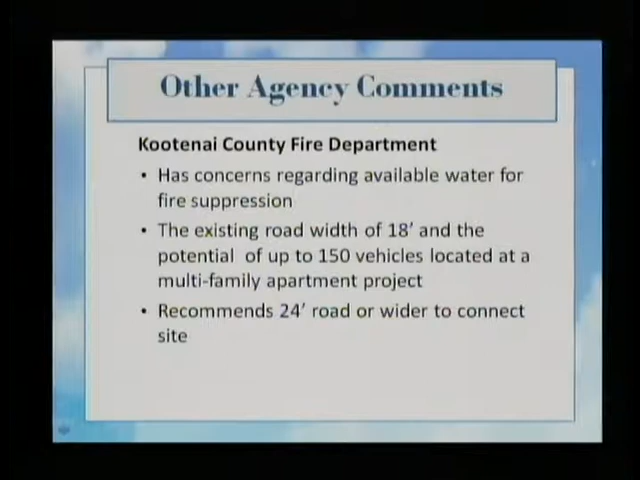 Other Agency Comments
Kootenai County Fire Department
• Has concerns regarding available water for
fire suppression
• The existing road width of 18' and the
potential of up to 150 vehicles located at a
multi-family apartment project
• Recommends 24' road or wider to connect
site